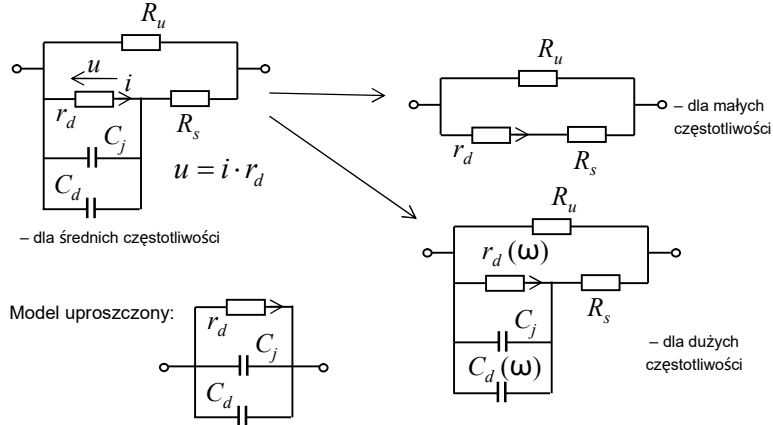 R_u
u
i
r_d
R_s
C_j
C_d
u = i · r_d
– dla średnich częstotliwości
R_u
r_d
R_s
– dla małych
częstotliwości
R_u
r_d (ω)
R_s
C_j
C_d (ω)
– dla dużych
częstotliwości
Model uproszczony:
r_d
C_j
C_d